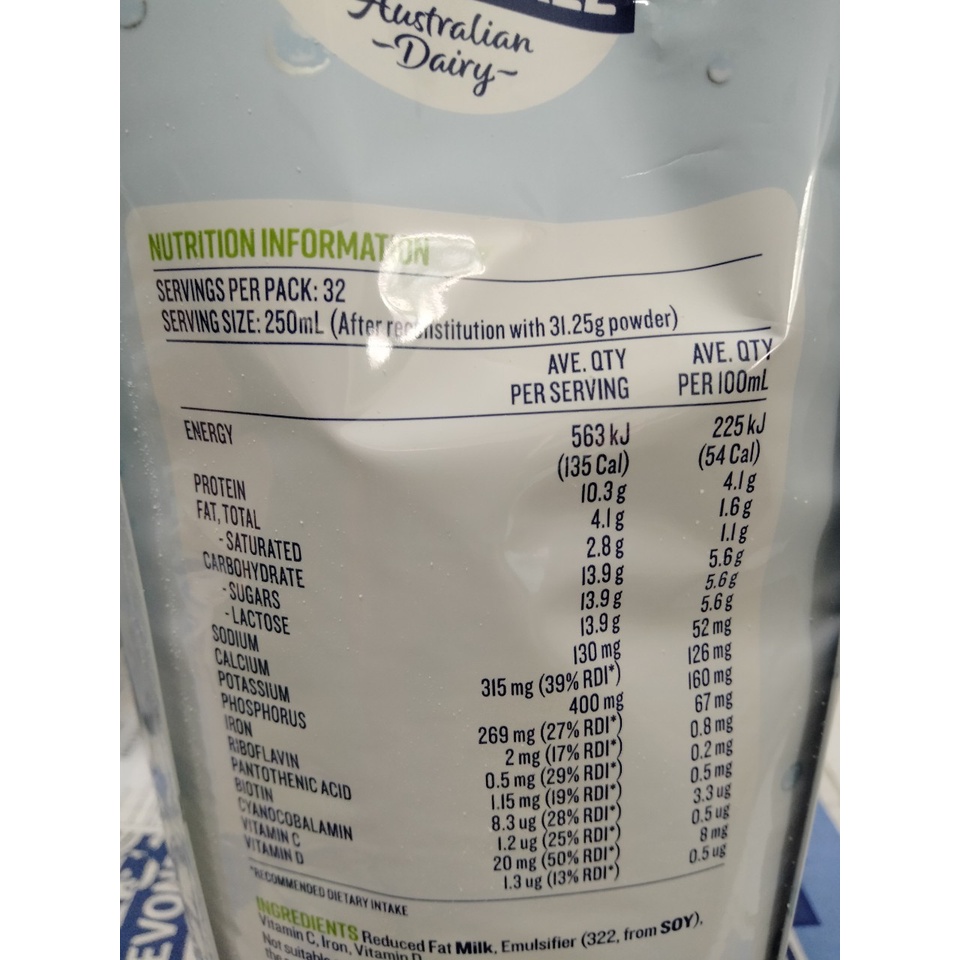 Australian
~Dairy~
NUTRITION INFORMATION
SERVINGS PER PACK: 32
SERVING SIZE: 250mL (After reconstitution with 31.25g powder)
AVE. QTY PER SERVING AVE. QTY PER 100mL
ENERGY 563 kJ 225 kJ
(135 Cal) (54 Cal)
PROTEIN 10.3 g 4.1 g
FAT, TOTAL 4.1 g 1.6 g
- SATURATED 2.8 g 1.1 g
CARBOHYDRATE 13.9 g 5.6 g
- SUGARS 13.9 g 5.6 g
- LACTOSE 13.9 g 5.6 g
SODIUM 130 mg 52 mg
CALCIUM 315 mg (39% RDI*) 126 mg
POTASSIUM 400 mg 160 mg
PHOSPHORUS 269 mg (27% RDI*) 67 mg
IRON 2 mg (17% RDI*) 0.8 mg
RIBOFLAVIN 0.5 mg (29% RDI*) 0.2 mg
PANTOTHENIC ACID 1.15 mg (19% RDI*) 0.5 mg
BIOTIN 8.3 ug (28% RDI*) 3.3 ug
CYANOCOBALAMIN 1.2 ug (25% RDI*) 0.5 ug
VITAMIN C 20 mg (50% RDI*) 8 mg
VITAMIN D 1.3 ug (13% RDI*) 0.5 ug
*RECOMMENDED DIETARY INTAKE
INGREDIENTS Reduced Fat Milk, Emulsifier (322, from SOY),
Vitamin C, Iron, Vitamin D
Not suitable